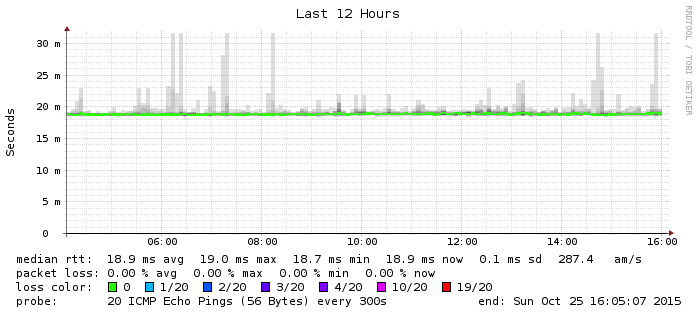 Last 12 Hours
RRDTOOL / TOBI OETIKER
Seconds
30 m
25 m
20 m
15 m
10 m
5 m
0
06:00 08:00 10:00 12:00 14:00 16:00
median rtt: 18.9 ms avg 19.0 ms max 18.7 ms min 18.9 ms now 0.1 ms sd 287.4 am/s
packet loss: 0.00 % avg 0.00 % max 0.00 % min 0.00 % now
loss color: 0 1/20 2/20 3/20 4/20 10/20 19/20
probe: 20 ICMP Echo Pings (56 Bytes) every 300s end: Sun Oct 25 16:05:07 2015